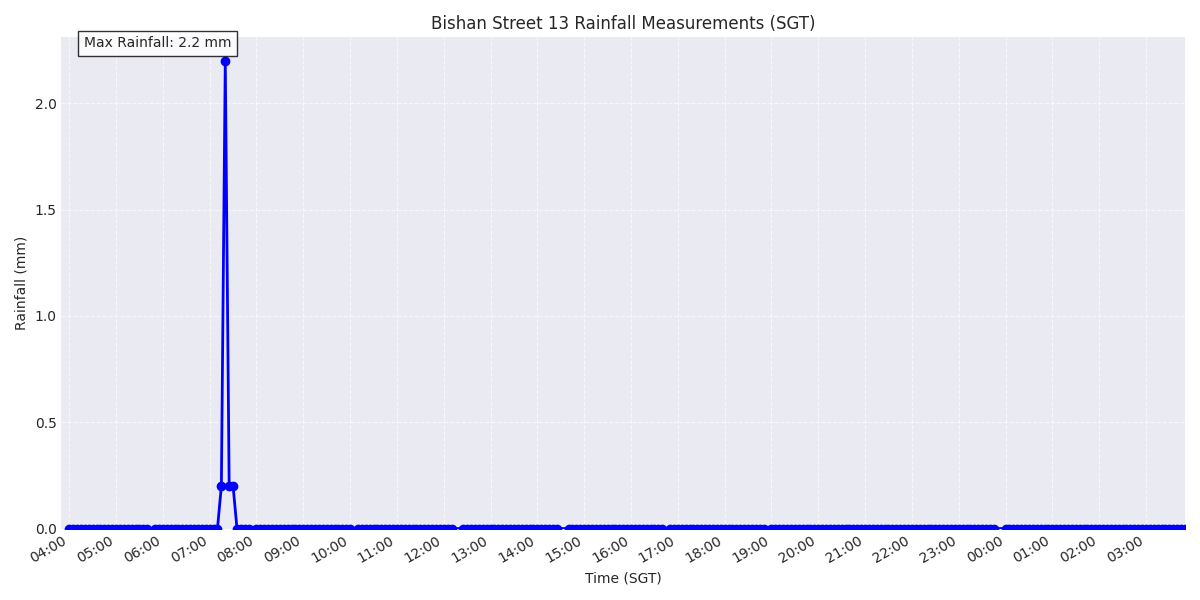 Bishan Street 13 Rainfall Measurements (SGT)
Max Rainfall: 2.2 mm
Rainfall (mm)
2.0
1.5
1.0
0.5
0.0
04:00 05:00 06:00 07:00 08:00 09:00 10:00 11:00 12:00 13:00 14:00 15:00 16:00 17:00 18:00 19:00 20:00 21:00 22:00 23:00 00:00 01:00 02:00 03:00
Time (SGT)